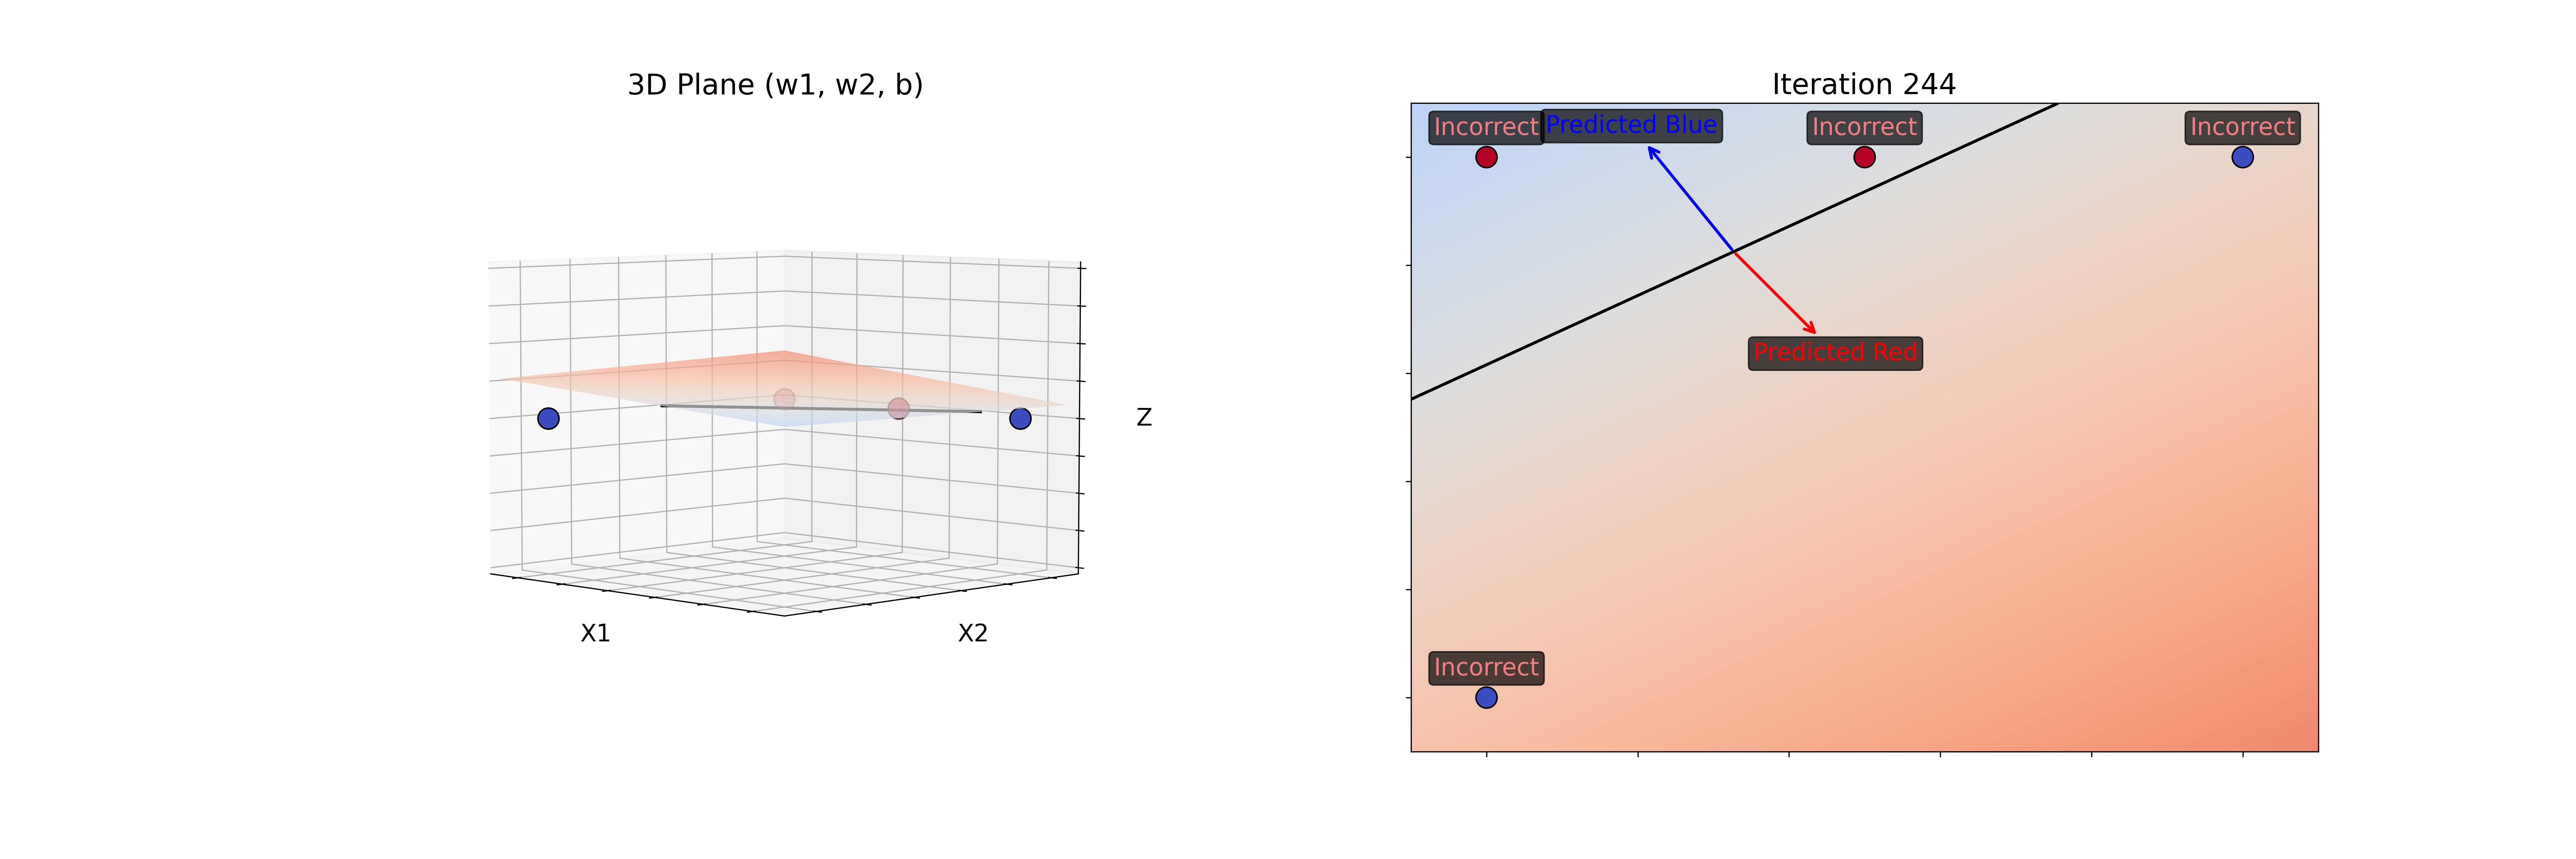 3D Plane (w1, w2, b)
Z
X1
X2
Iteration 244
Incorrect
Predicted Blue
Incorrect
Incorrect
Predicted Red
Incorrect